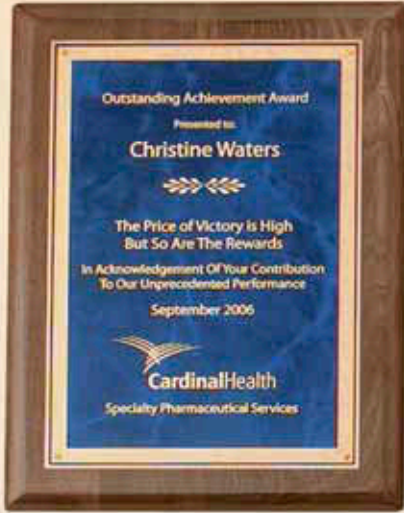 Outstanding Achievement Award
Presented to:
Christine Waters
The Price of Victory is High
But So Are The Rewards
In Acknowledgement Of Your Contribution
To Our Unprecedented Performance
September 2006
CardinalHealth
Specialty Pharmaceutical Services